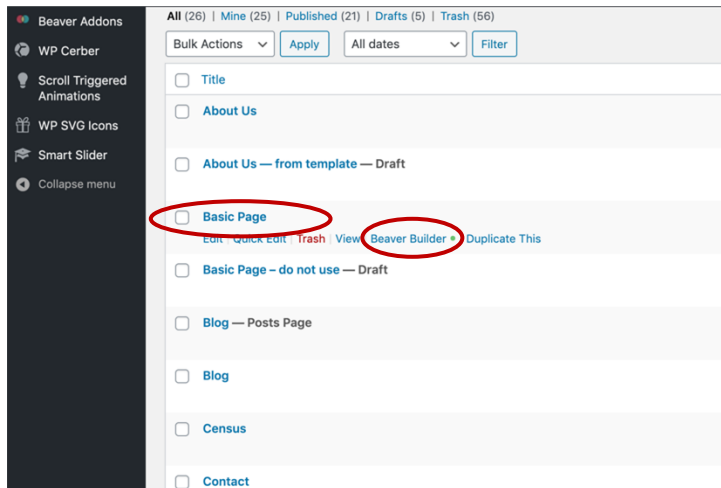 Beaver Addons
WP Cerber
Scroll Triggered
Animations
WP SVG Icons
Smart Slider
Collapse menu
All (26) | Mine (25) | Published (21) | Drafts (5) | Trash (56)
Bulk Actions Apply All dates Filter
Title
About Us
About Us — from template — Draft
Basic Page
Edit | Quick Edit | Trash | View | Beaver Builder • | Duplicate This
Basic Page – do not use — Draft
Blog — Posts Page
Blog
Census
Contact